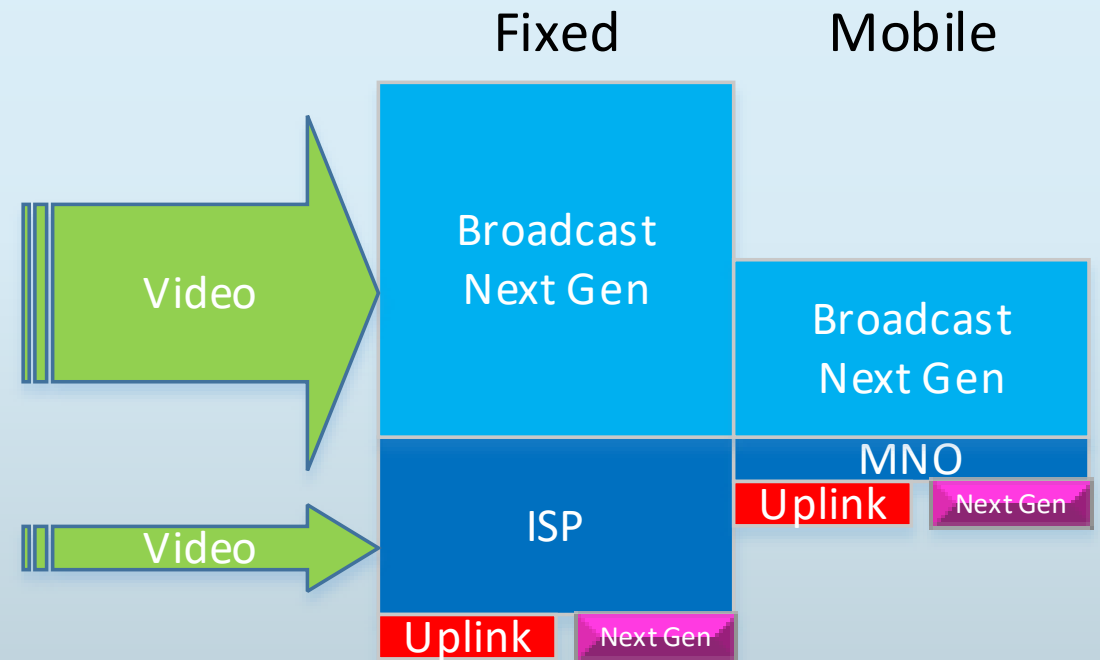 Fixed
Mobile
Video
Broadcast
Next Gen
Broadcast
Next Gen
MNO
Uplink
Next Gen
Video
ISP
Uplink
Next Gen